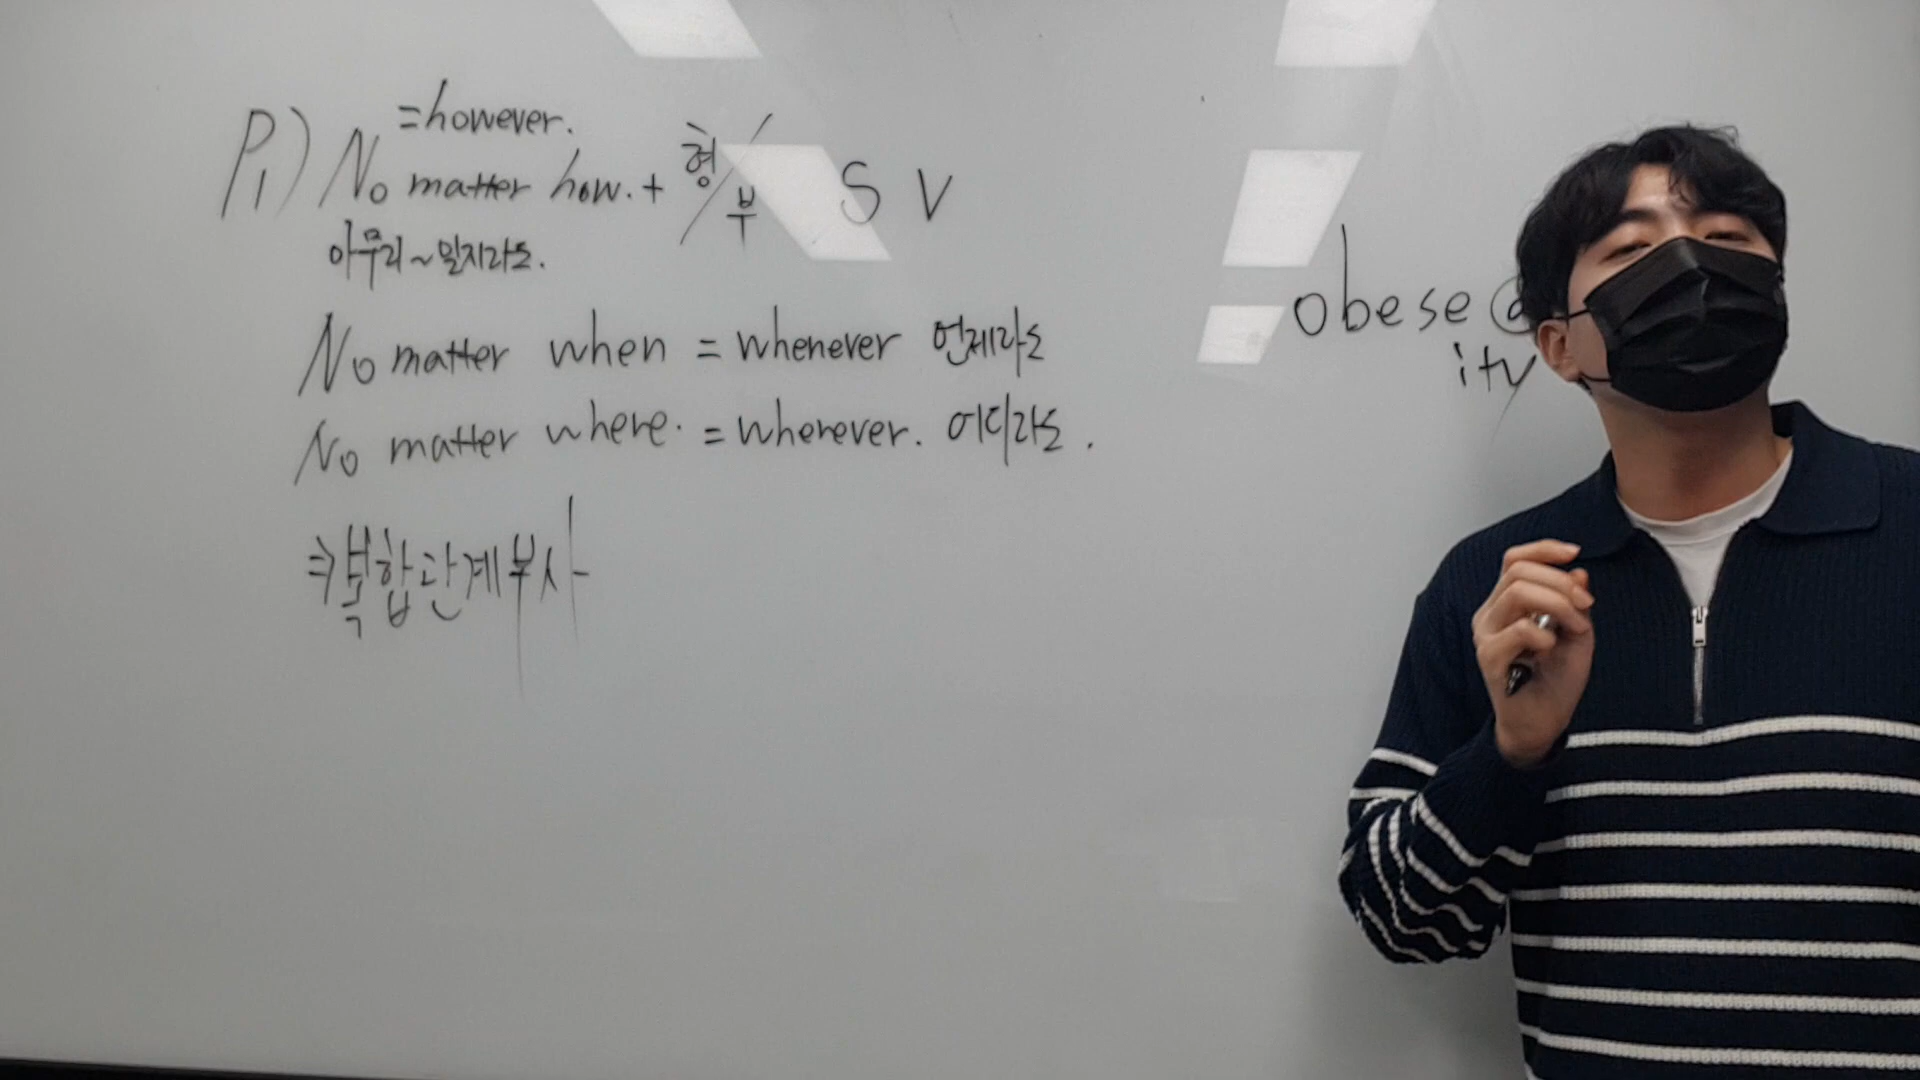 =however.
P1) No matter how. + 형/부 S V
아무리~일지라도.
No matter when = whenever 언제라도
No matter where. = wherever. 어디라도.
⇒복합관계부사
obese ⓐ
ity